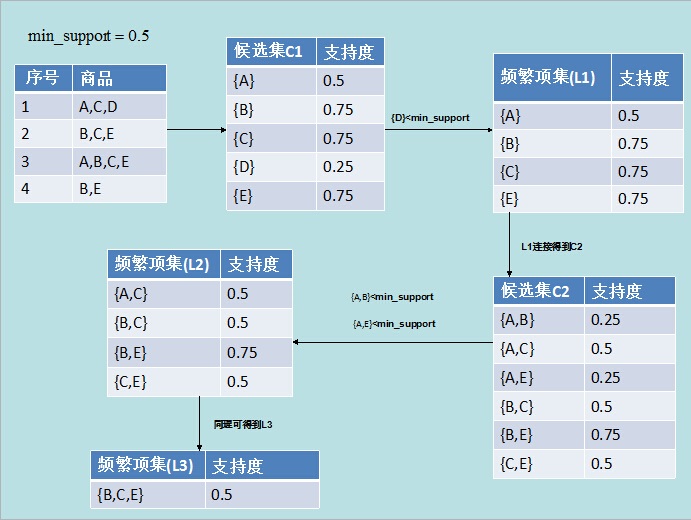 min_support = 0.5
序号 商品
1 A,C,D
2 B,C,E
3 A,B,C,E
4 B,E
候选集C1 支持度
{A} 0.5
{B} 0.75
{C} 0.75
{D} 0.25
{E} 0.75
{D}<min_support
频繁项集(L1) 支持度
{A} 0.5
{B} 0.75
{C} 0.75
{E} 0.75
L1连接得到C2
候选集C2 支持度
{A,B} 0.25
{A,C} 0.5
{A,E} 0.25
{B,C} 0.5
{B,E} 0.75
{C,E} 0.5
{A,B}<min_support
{A,E}<min_support
频繁项集(L2) 支持度
{A,C} 0.5
{B,C} 0.5
{B,E} 0.75
{C,E} 0.5
同理可得到L3
频繁项集(L3) 支持度
{B,C,E} 0.5